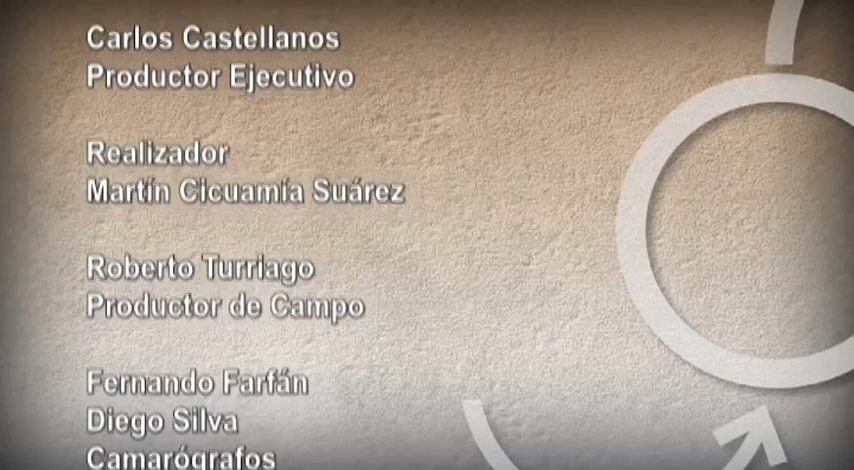 Carlos Castellanos
Productor Ejecutivo
Realizador
Martín Cicuamía Suárez
Roberto Turriago
Productor de Campo
Fernando Farfán
Diego Silva
Camarógrafos